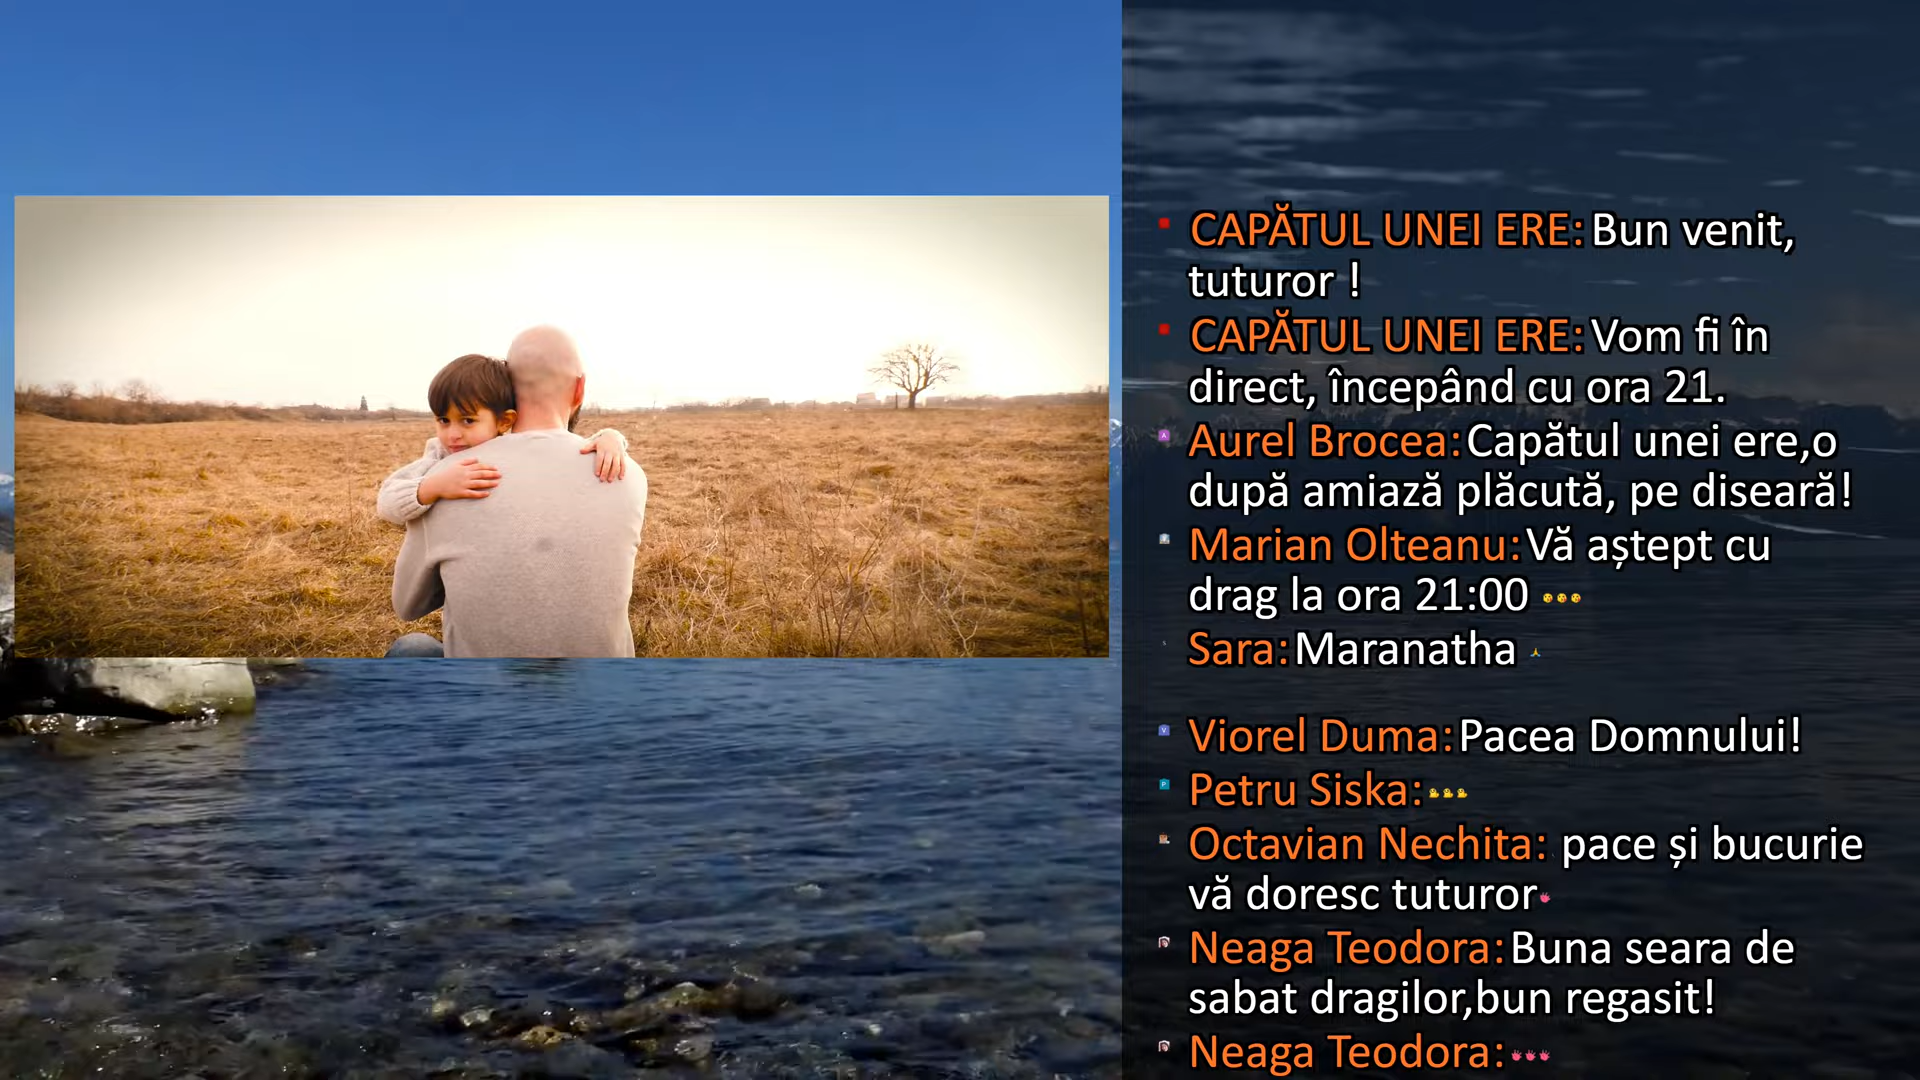 CAPĂTUL UNEI ERE: Bun venit,
tuturor !
CAPĂTUL UNEI ERE: Vom fi în
direct, începând cu ora 21.
Aurel Brocea: Capătul unei ere,o
după amiază plăcută, pe diseară!
Marian Olteanu: Vă aștept cu
drag la ora 21:00 😘😘😘
Sara: Maranatha 🙏
Viorel Duma: Pacea Domnului!
Petru Siska:
Octavian Nechita: pace și bucurie
vă doresc tuturor
Neaga Teodora: Buna seara de
sabat dragilor,bun regasit!
Neaga Teodora: